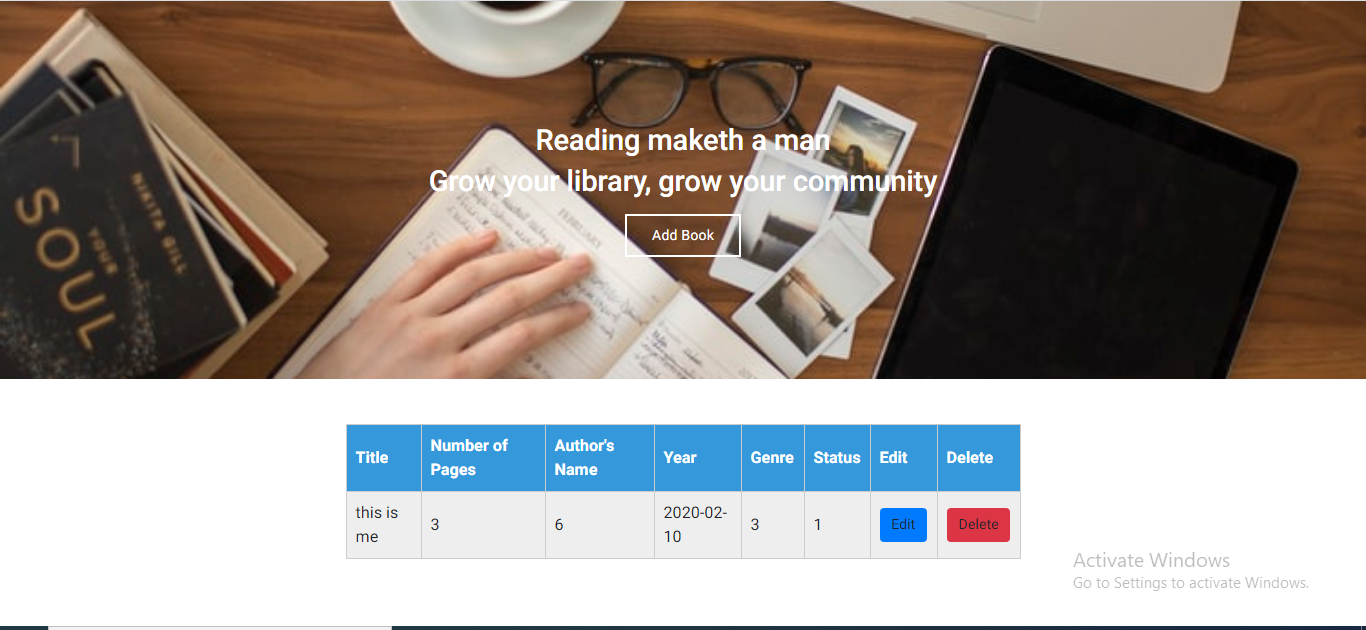 Reading maketh a man
Grow your library, grow your community
Add Book
NIKITA GILL
YOUR
SOUL
FEBRUARY
Title
Number of
Pages
Author's
Name
Year
Genre
Status
Edit
Delete
this is
me
3
6
2020-02-
10
3
1
Edit
Delete
Activate Windows
Go to Settings to activate Windows.